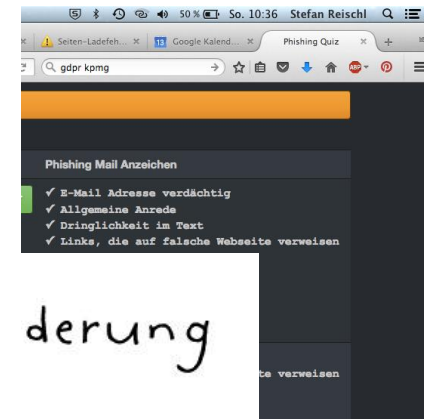 50 % So. 10:36 Stefan Reischl
Seiten-Ladefeh... Google Kalend... Phishing Quiz
gdpr kpmg
Phishing Mail Anzeichen
✓ E-Mail Adresse verdächtig
✓ Allgemeine Anrede
✓ Dringlichkeit im Text
✓ Links, die auf falsche Webseite verweisen
derung
te verweisen